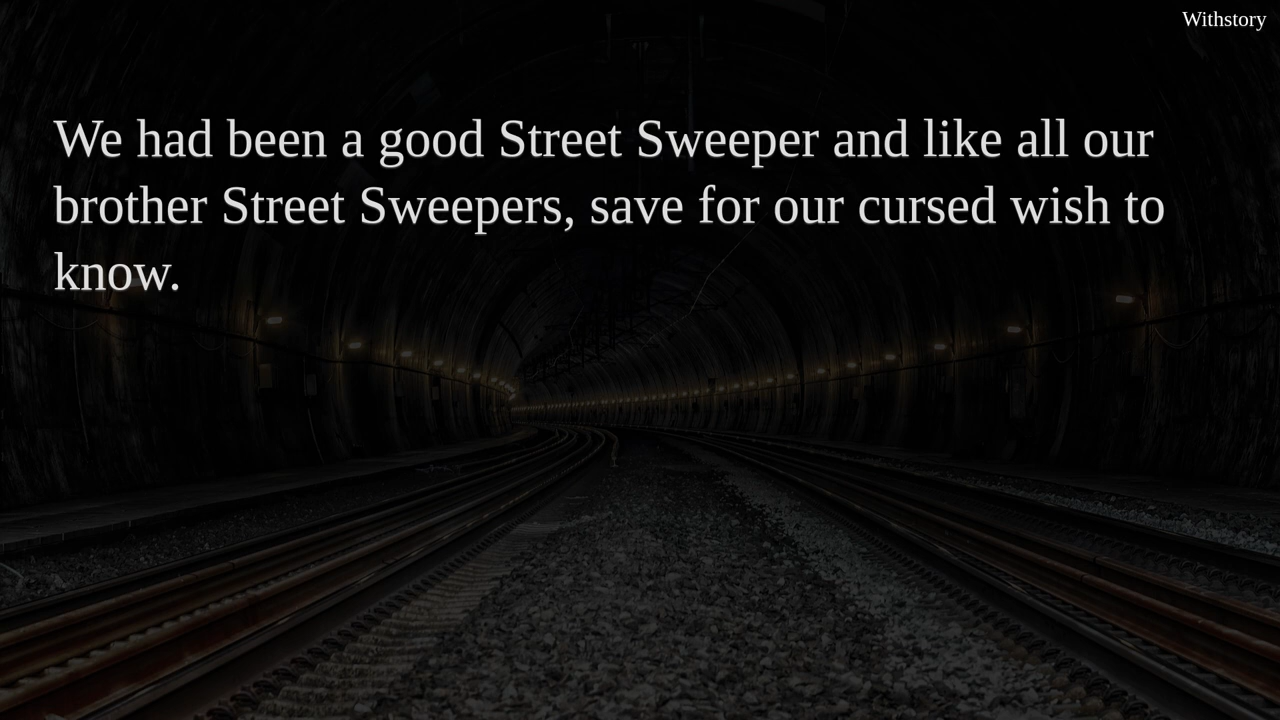 Withstory
We had been a good Street Sweeper and like all our
brother Street Sweepers, save for our cursed wish to
know.